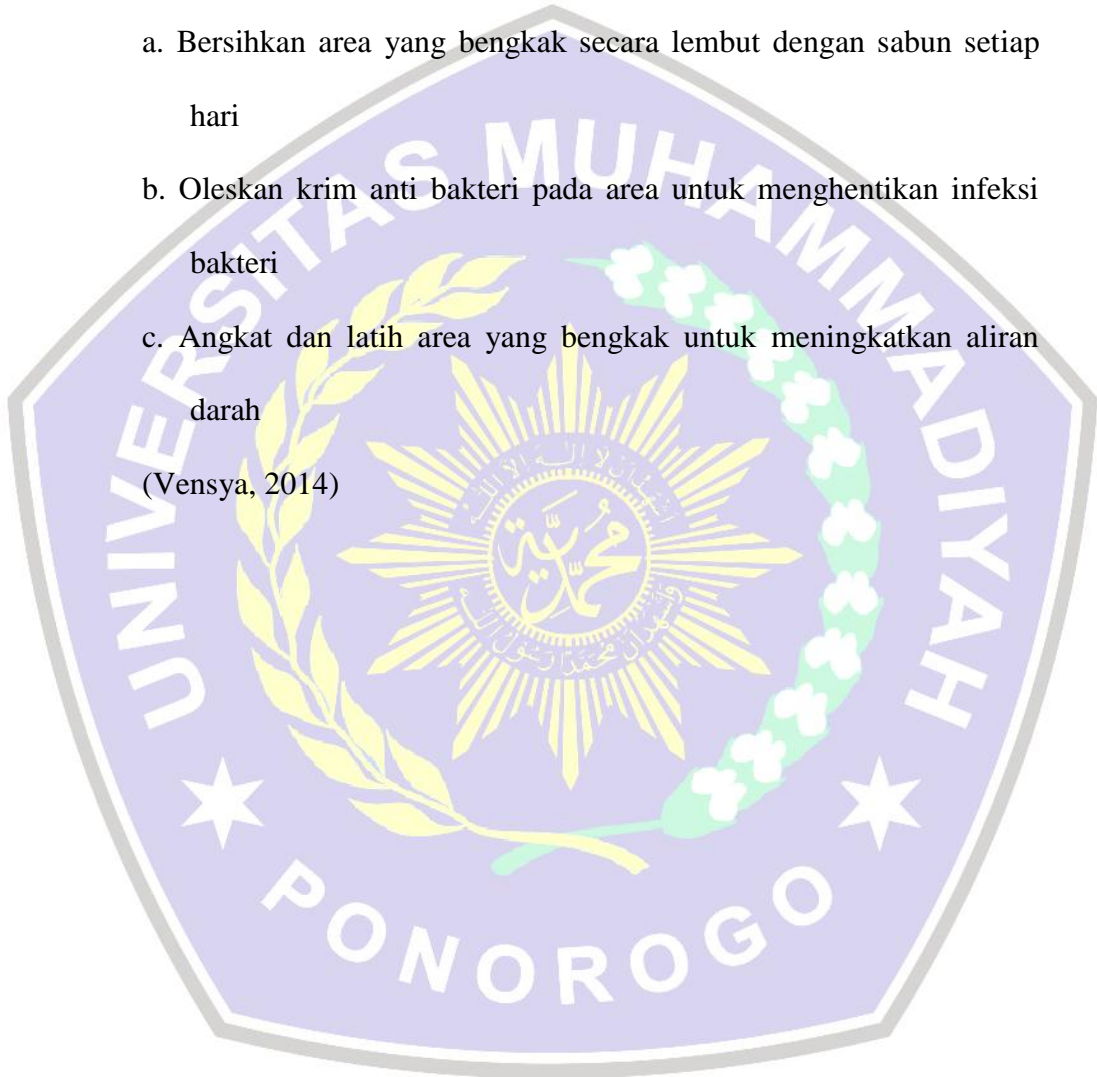 a. Bersihkan area yang bengkak secara lembut dengan sabun setiap
hari
b. Oleskan krim anti bakteri pada area untuk menghentikan infeksi
bakteri
c. Angkat dan latih area yang bengkak untuk meningkatkan aliran
darah
(Vensya, 2014)
UNIVERSITAS MUHAMMADIYAH
PONOROGO
محمدية